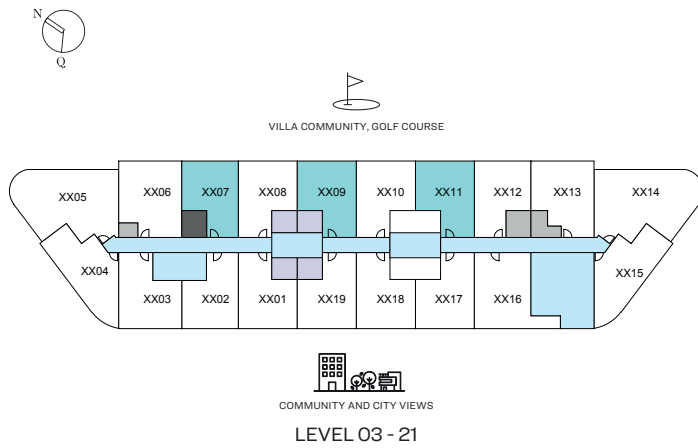 N
Q
VILLA COMMUNITY, GOLF COURSE
XX05 XX06 XX07 XX08 XX09 XX10 XX11 XX12 XX13 XX14
XX04 XX03 XX02 XX01 XX19 XX18 XX17 XX16 XX15
COMMUNITY AND CITY VIEWS
LEVEL 03 - 21